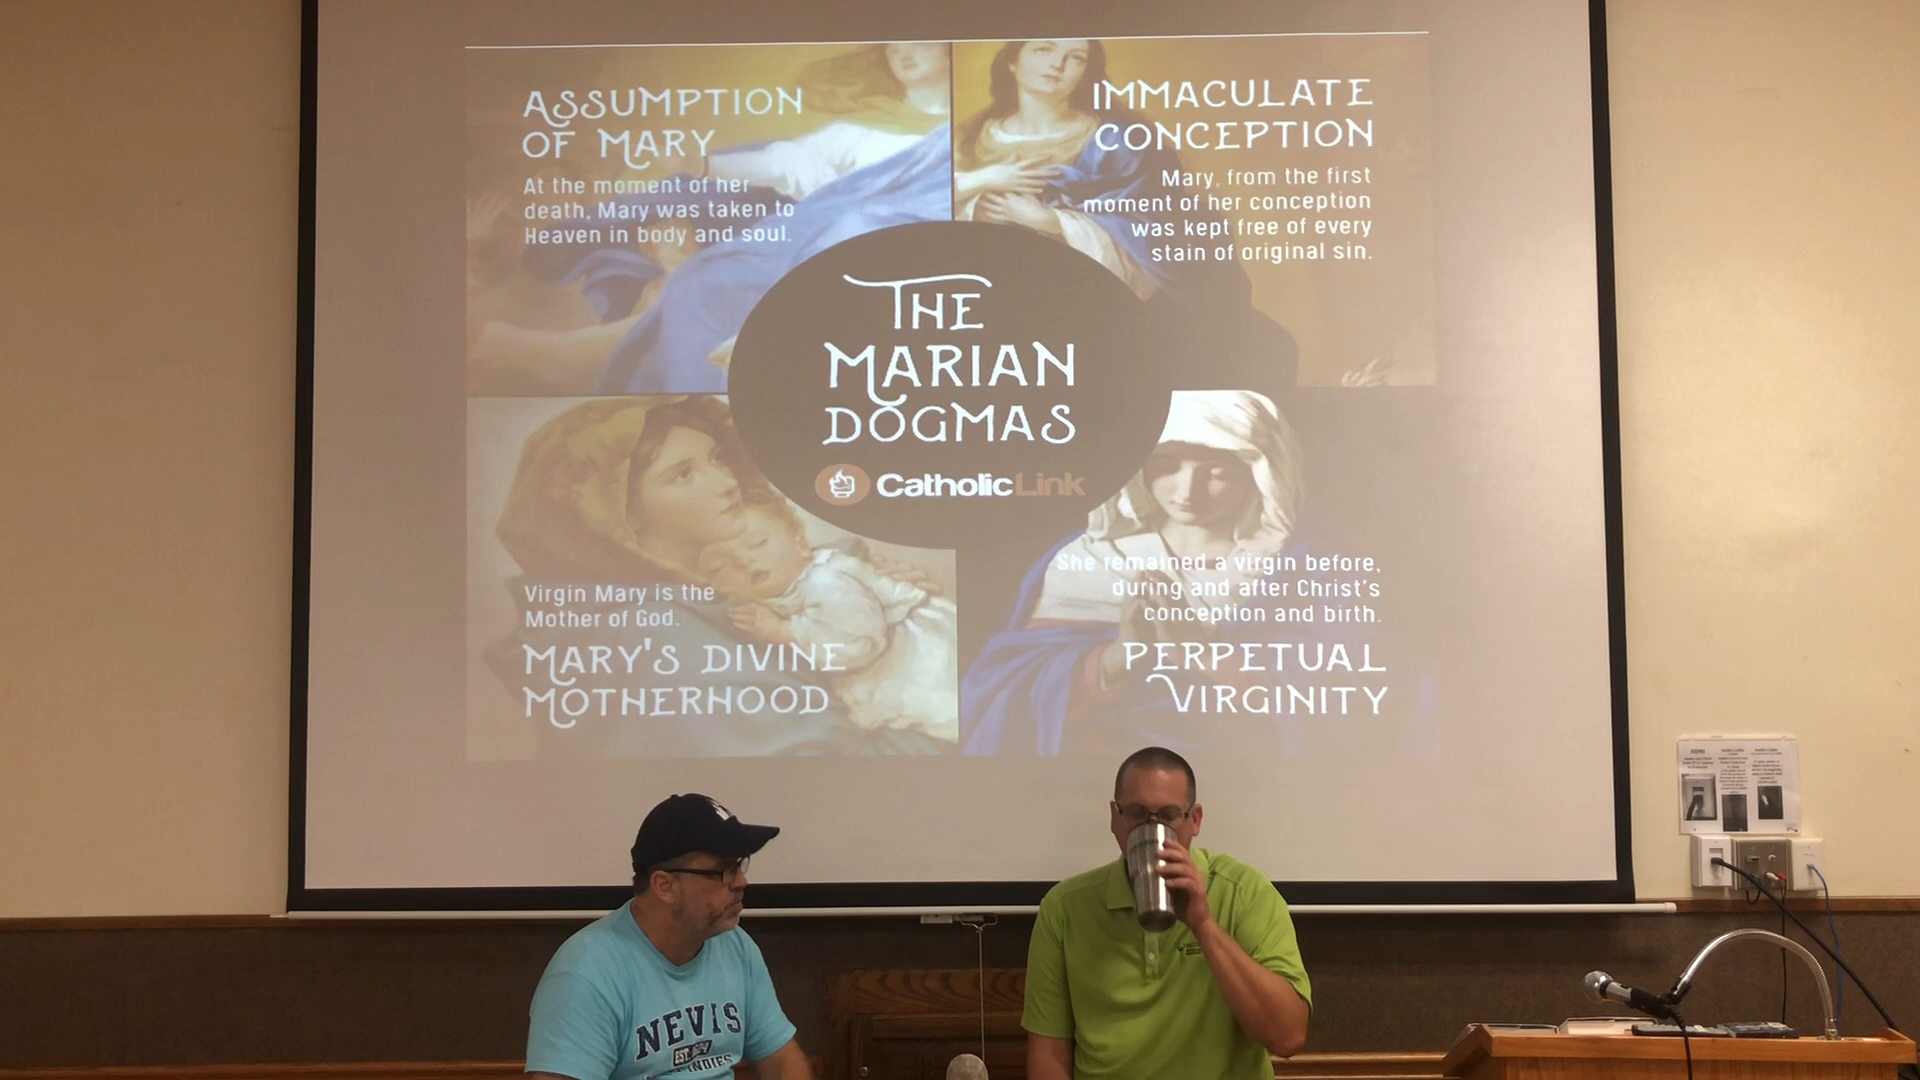 ASSUMPTION
OF MARY
At the moment of her
death, Mary was taken to
Heaven in body and soul.
IMMACULATE
CONCEPTION
Mary, from the first
moment of her conception
was kept free of every
stain of original sin.
THE
MARIAN
DOGMAS
CatholicLink
Virgin Mary is the
Mother of God.
MARY'S DIVINE
MOTHERHOOD
She remained a virgin before,
during and after Christ's
conception and birth.
PERPETUAL
VIRGINITY
NEVIS
EST.
INDIES